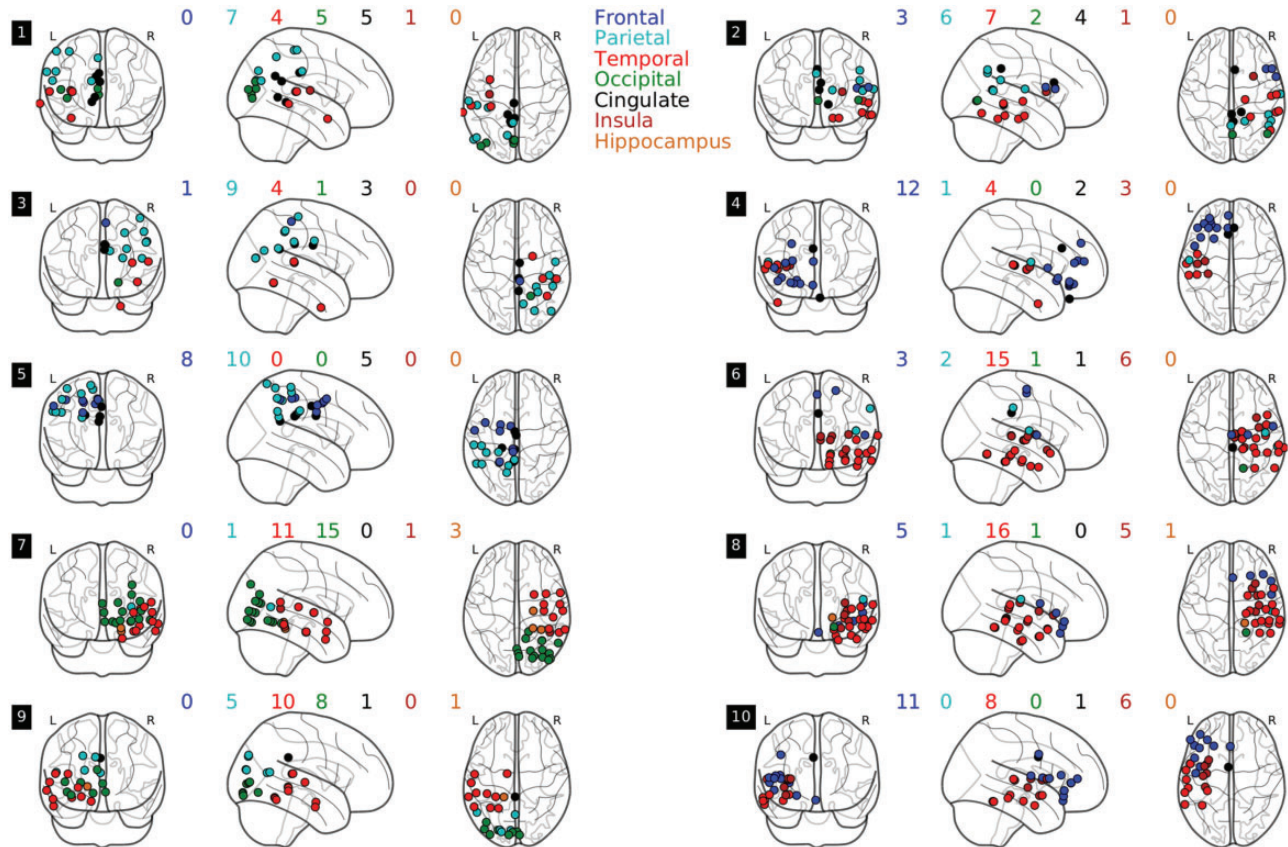 0 7 4 5 5 1 0
1 L R
Frontal
Parietal
Temporal
Occipital
Cingulate
Insula
Hippocampus
3 6 7 2 4 1 0
2 L R
1 9 4 1 3 0 0
3 L R
12 1 4 0 2 3 0
4 L R
8 10 0 0 5 0 0
5 L R
3 2 15 1 1 6 0
6 L R
0 1 11 15 0 1 3
7 L R
5 1 16 1 0 5 1
8 L R
0 5 10 8 1 0 1
9 L R
11 0 8 0 1 6 0
10 L R